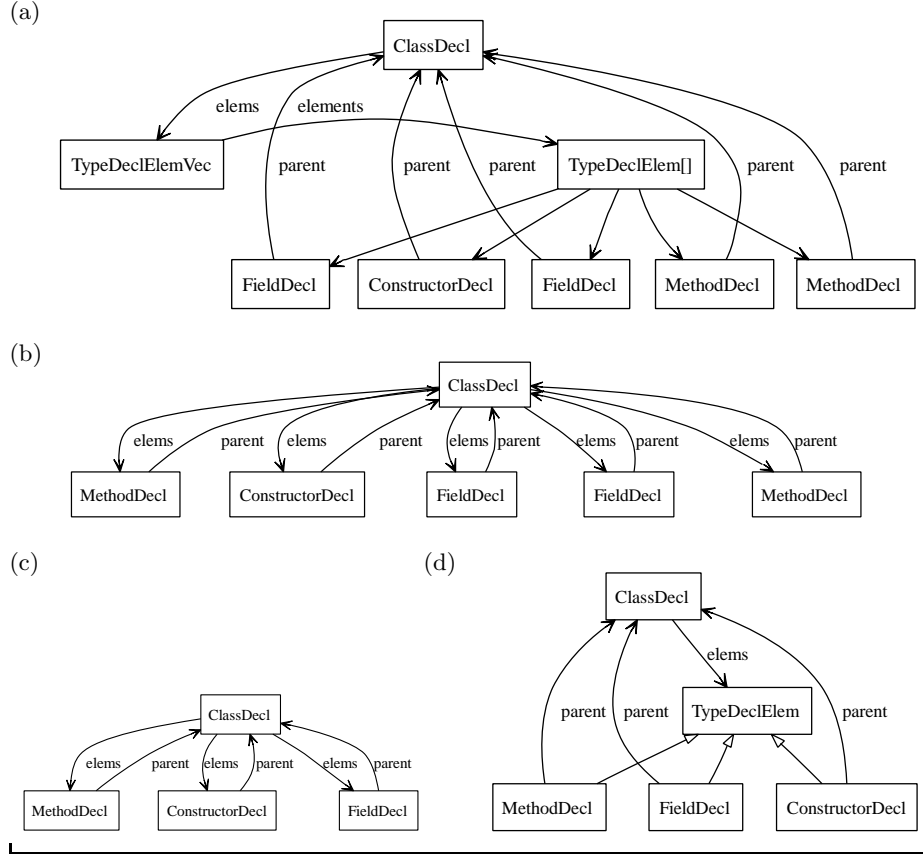 (a)
ClassDecl
elems elements
TypeDeclElemVec TypeDeclElem[]
parent parent parent parent parent
FieldDecl ConstructorDecl FieldDecl MethodDecl MethodDecl
(b)
ClassDecl
elems parent elems parent elems parent elems parent elems parent
MethodDecl ConstructorDecl FieldDecl FieldDecl MethodDecl
(c)
ClassDecl
elems parent elems parent elems parent
MethodDecl ConstructorDecl FieldDecl
(d)
ClassDecl
elems
parent parent TypeDeclElem parent
MethodDecl FieldDecl ConstructorDecl